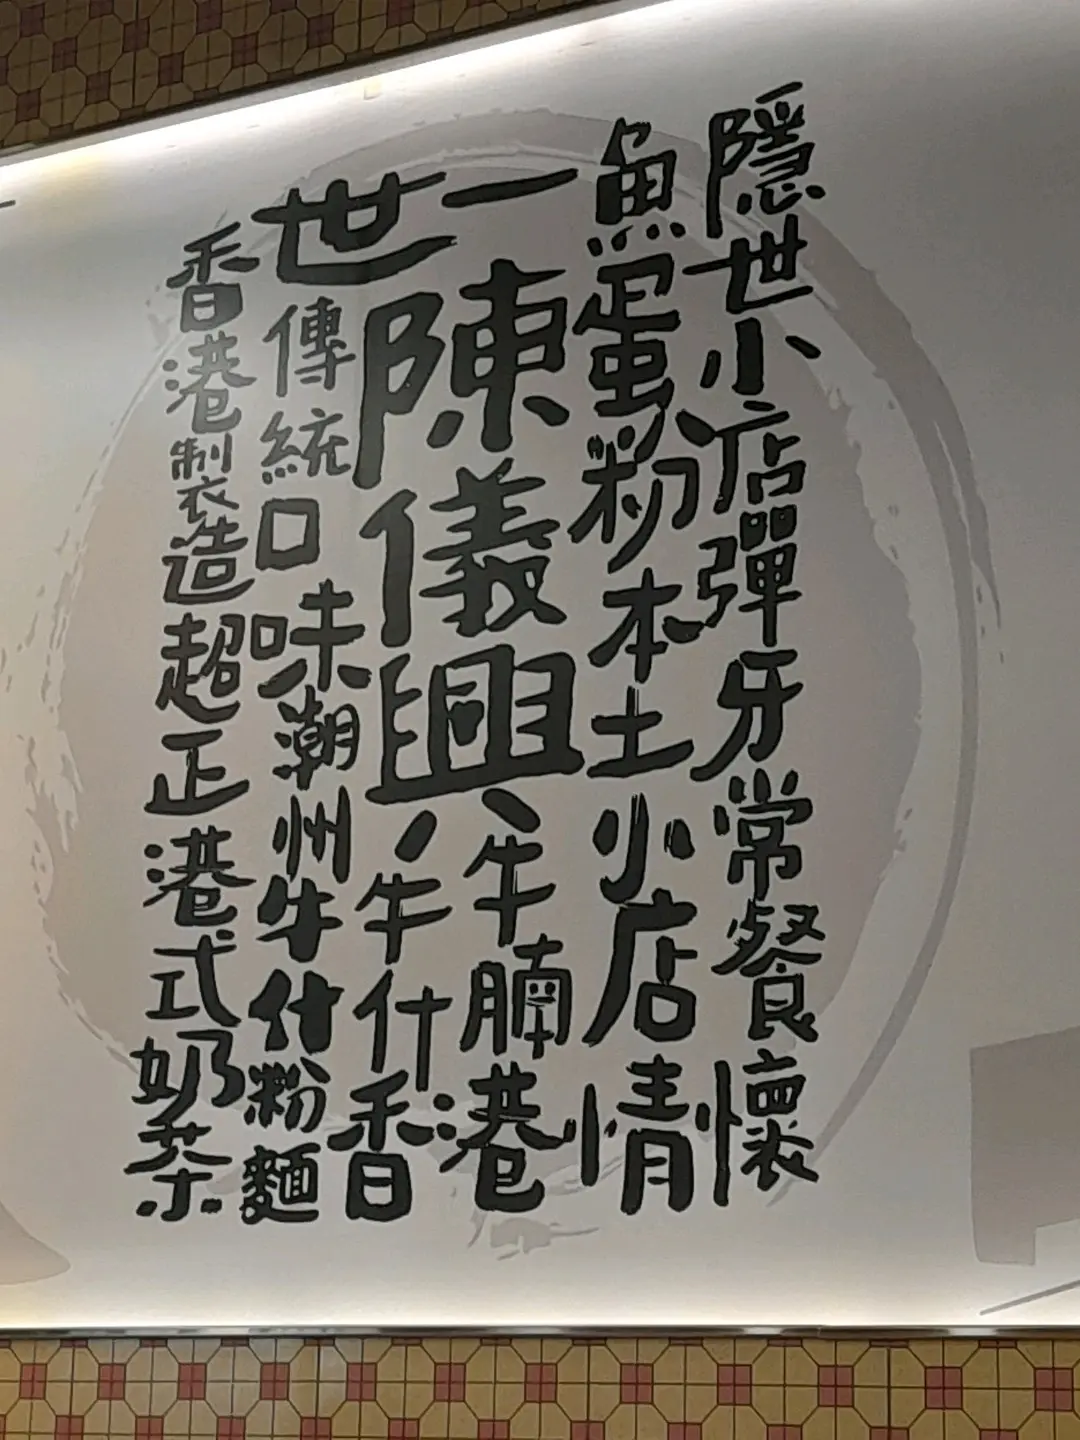 隱世小店彈牙常餐懷
魚蛋粉本土小店情
一陳儀興牛腩港
牛什香
世傳統口味潮州牛什粉麵
香港製造超正港式奶茶